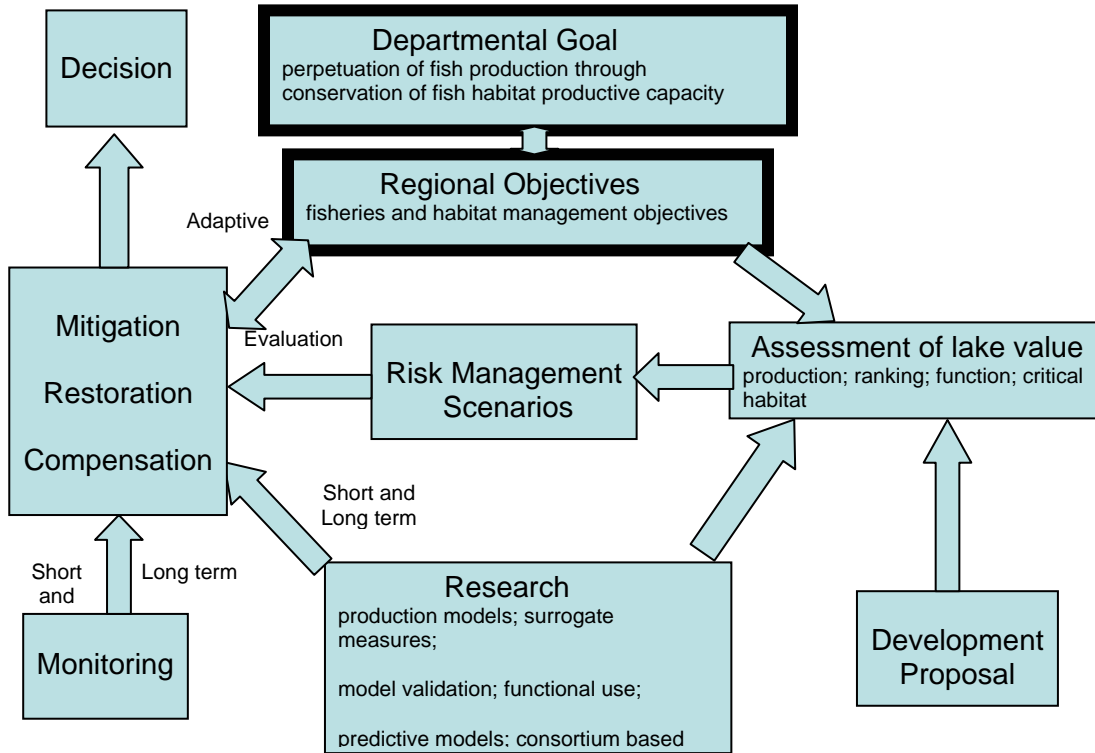 Decision
Departmental Goal
perpetuation of fish production through
conservation of fish habitat productive capacity
Regional Objectives
fisheries and habitat management objectives
Adaptive
Evaluation
Mitigation
Restoration
Compensation
Risk Management
Scenarios
Assessment of lake value
production; ranking; function; critical
habitat
Short and
Long term
Short
and
Long term
Monitoring
Research
production models; surrogate
measures;
model validation; functional use;
predictive models; consortium based
Development
Proposal